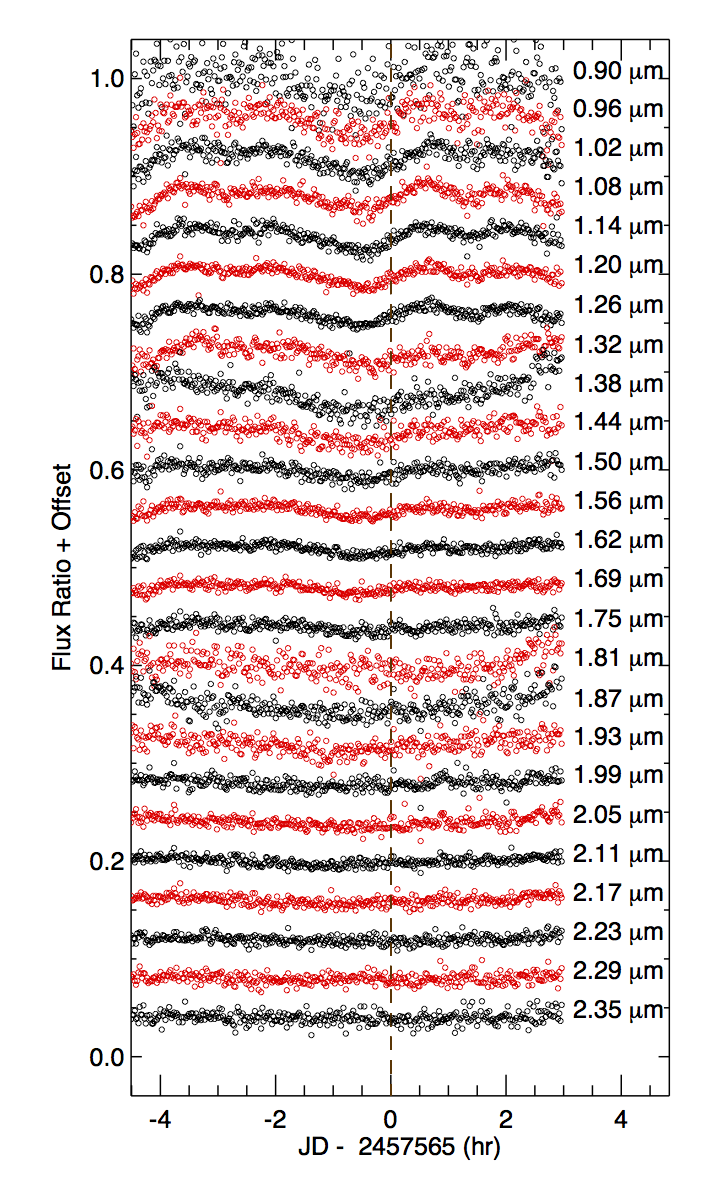 1.0
0.90 μm
0.96 μm
1.02 μm
1.08 μm
1.14 μm
0.8
1.20 μm
1.26 μm
1.32 μm
1.38 μm
1.44 μm
0.6
1.50 μm
1.56 μm
1.62 μm
1.69 μm
1.75 μm
0.4
1.81 μm
1.87 μm
1.93 μm
1.99 μm
2.05 μm
0.2
2.11 μm
2.17 μm
2.23 μm
2.29 μm
2.35 μm
0.0
Flux Ratio + Offset
-4 -2 0 2 4
JD - 2457565 (hr)